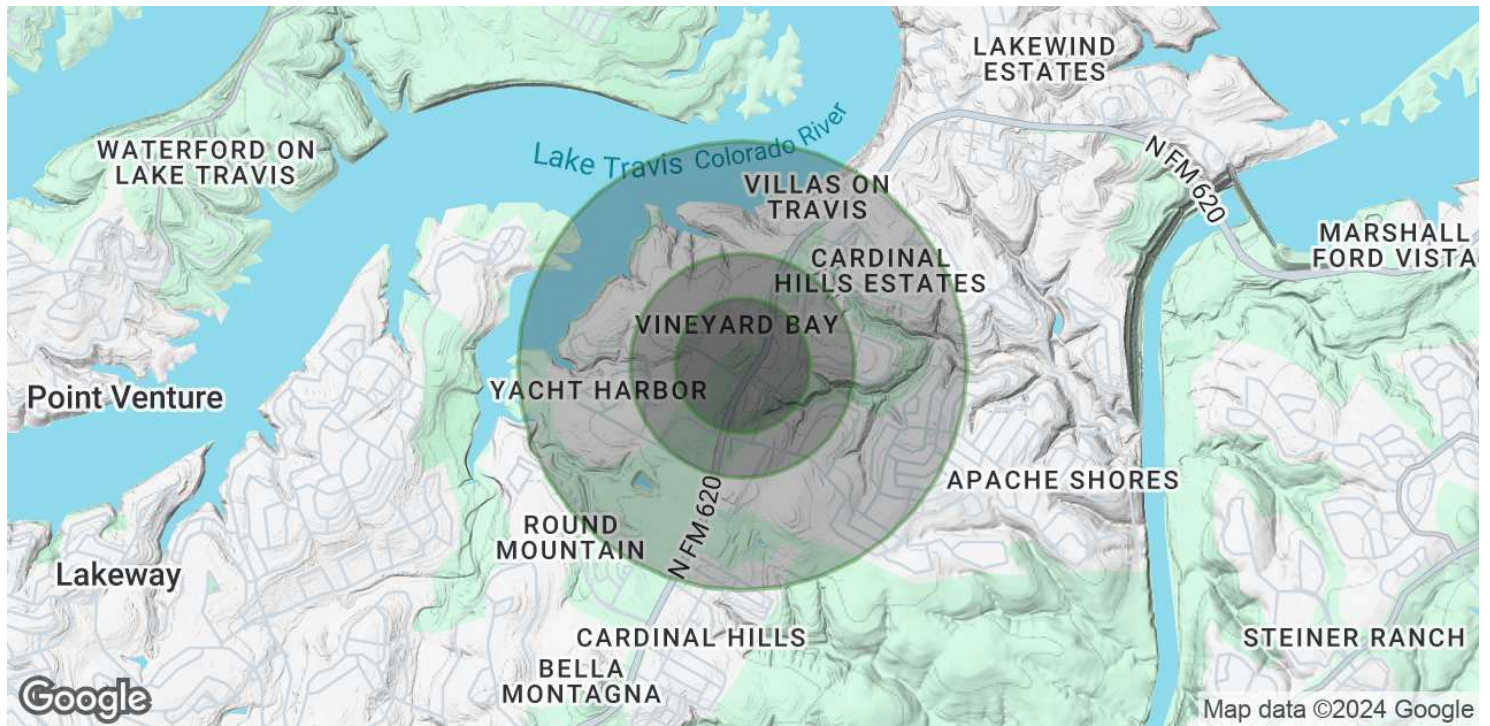 LAKEWIND
ESTATES
WATERFORD ON
LAKE TRAVIS
Lake Travis Colorado River
VILLAS ON
TRAVIS
N FM 620
MARSHALL
FORD VISTA
CARDINAL
HILLS ESTATES
VINEYARD BAY
Point Venture
YACHT HARBOR
APACHE SHORES
N FM 620
ROUND
MOUNTAIN
Lakeway
CARDINAL HILLS
STEINER RANCH
BELLA
MONTAGNA
Google
Map data ©2024 Google